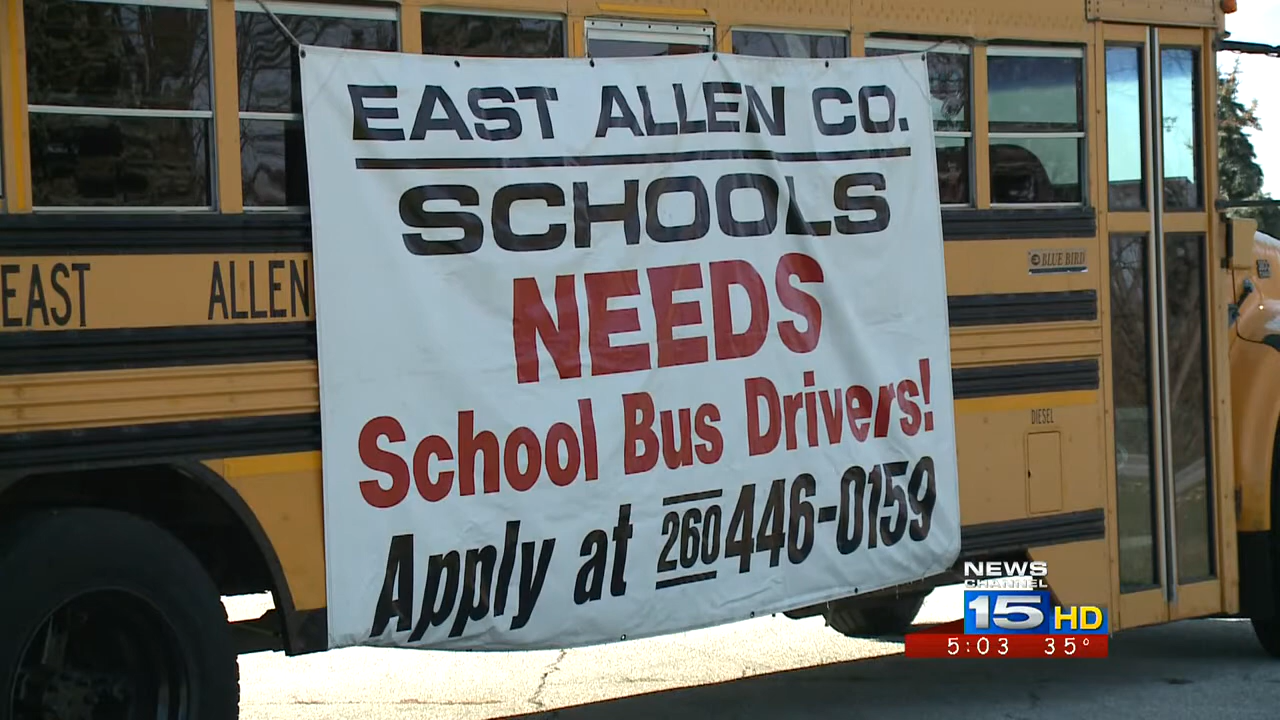 EAST ALLEN CO.
SCHOOLS
NEEDS
School Bus Drivers!
Apply at 260 446-0159
EAST ALLEN
BLUE BIRD
DIESEL
NEWS
CHANNEL
15 HD
5:03 35°